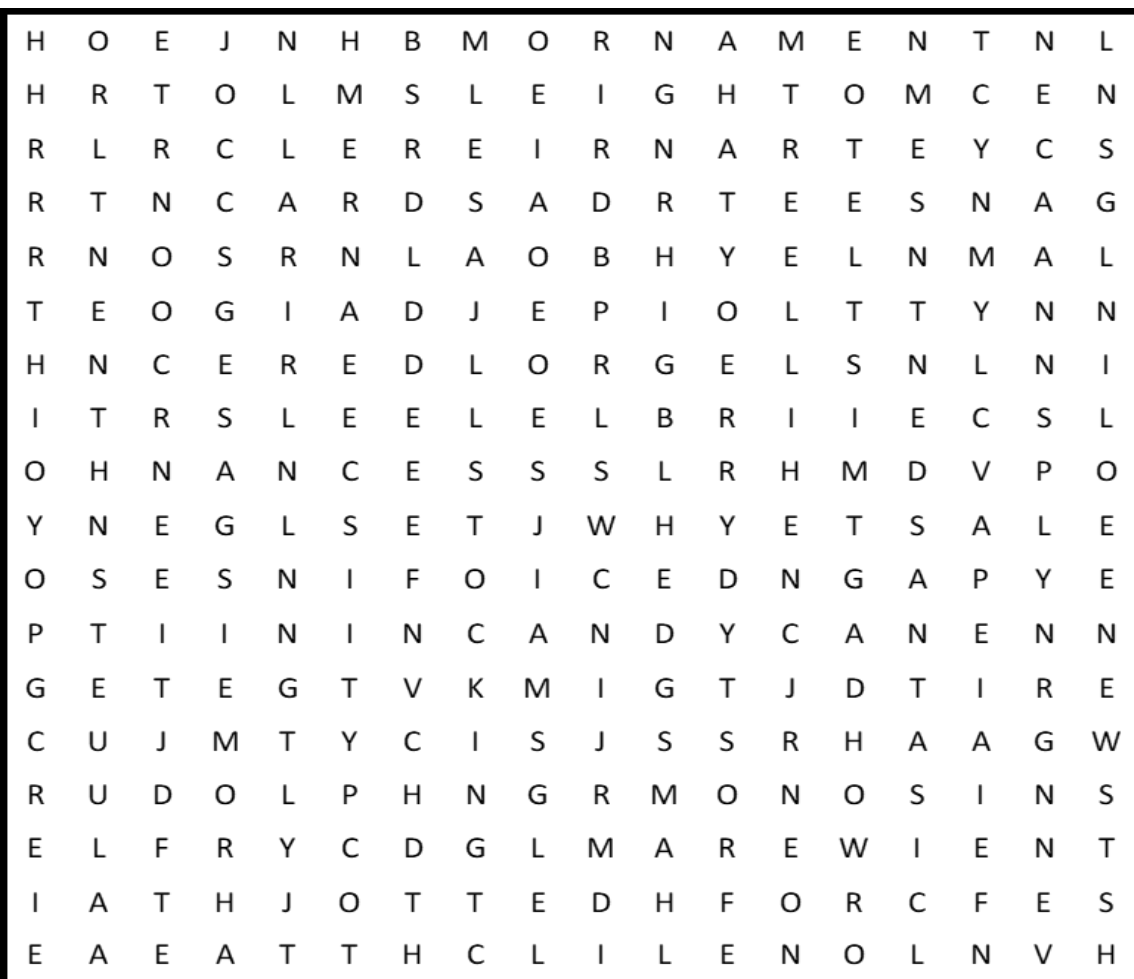 H O E J N H B M O R N A M E N T N L
H R T O L M S L E I G H T O M C E N
R L R C L E R E I R N A R T E Y C S
R T N C A R D S A D R T E E S N A G
R N O S R N L A O B H Y E L N M A L
T E O G I A D J E P I O L T T Y N N
H N C E R E D L O R G E L S N L N I
I T R S L E E L E L B R I I E C S L
O H N A N C E S S S L R H M D V P O
Y N E G L S E T J W H Y E T S A L E
O S E S N I F O I C E D N G A P Y E
P T I I N I N C A N D Y C A N E N N
G E T E G T V K M I G T J D T I R E
C U J M T Y C I S J S S R H A A G W
R U D O L P H N G R M O N O S I N S
E L F R Y C D G L M A R E W I E N T
I A T H J O T T E D H F O R C F E S
E A E A T T H C L I L E N O L N V H